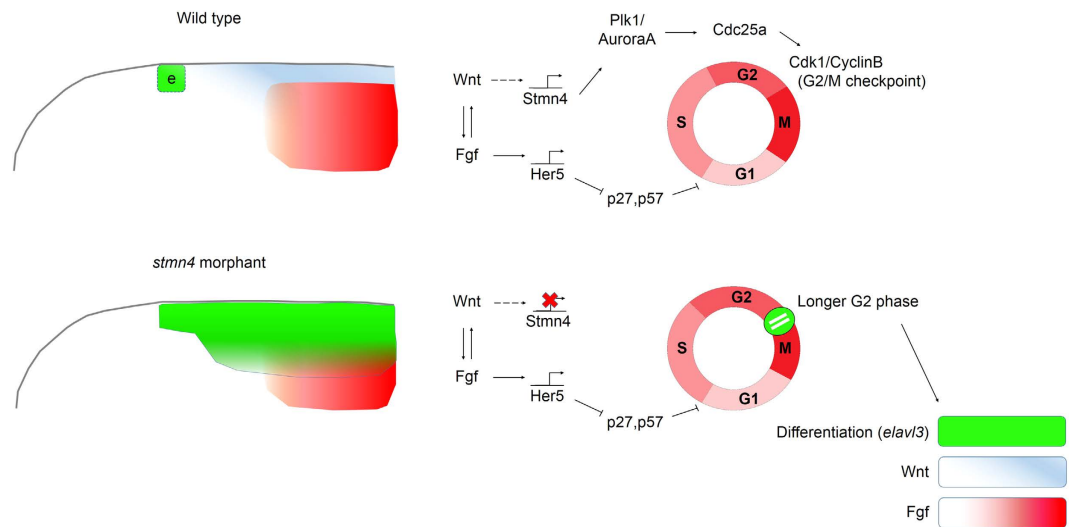 Wild type
e
Wnt
Stmn4
Fgf
Her5
p27,p57
Plk1/
AuroraA
Cdc25a
Cdk1/CyclinB
(G2/M checkpoint)
G2
S
M
G1
stmn4 morphant
Wnt
Stmn4
Fgf
Her5
p27,p57
G2
S
M
G1
Longer G2 phase
Differentiation (elavl3)
Wnt
Fgf